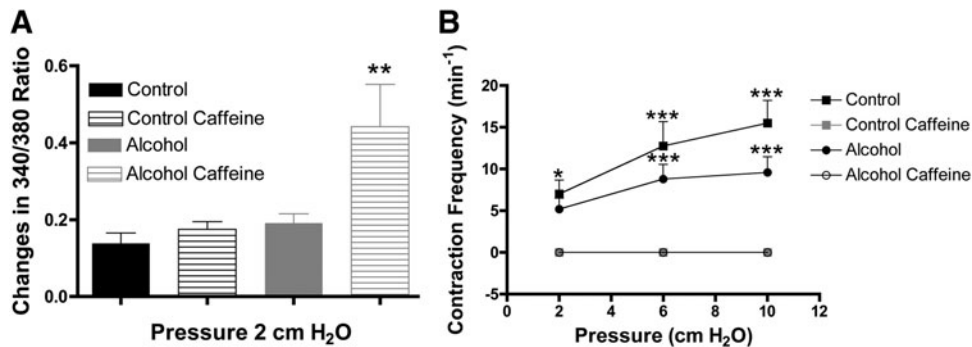 A
Changes in 340/380 Ratio
0.6
0.4
0.2
0.0
**
Control
Control Caffeine
Alcohol
Alcohol Caffeine
Pressure 2 cm H₂O
B
Contraction Frequency (min⁻¹)
20
15
10
5
0
-5
*
***
***
***
***
0
2
4
6
8
10
12
Pressure (cm H₂O)
Control
Control Caffeine
Alcohol
Alcohol Caffeine